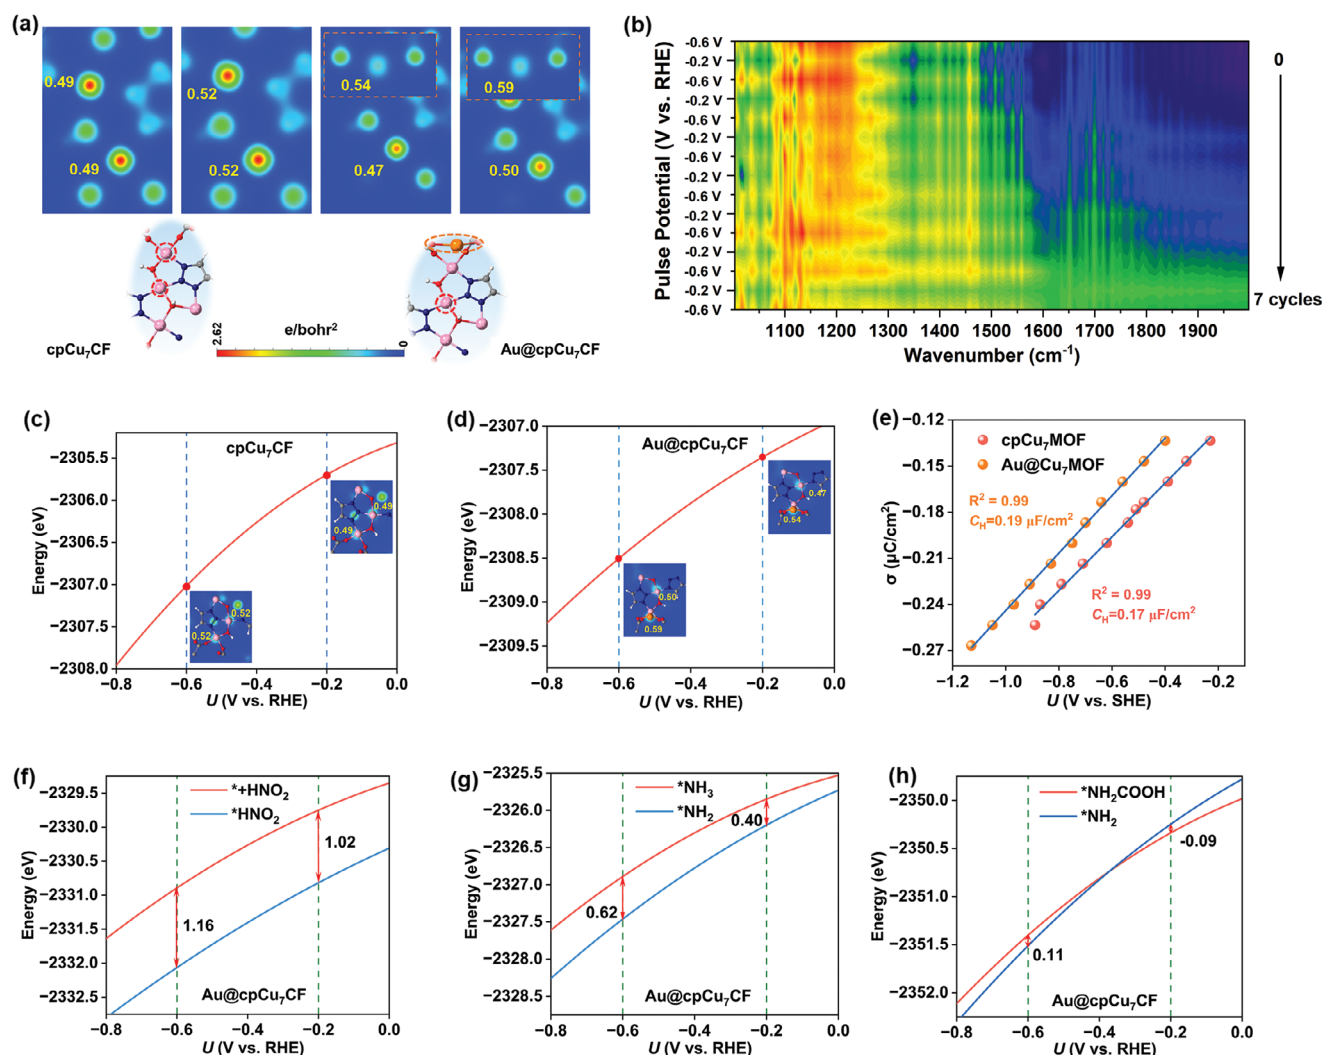 (a)
0.49
0.49
0.52
0.52
0.54
0.47
0.59
0.50
cpCu₇CF
2.62
e/bohr²
0
Au@cpCu₇CF
(b)
Pulse Potential (V vs. RHE)
-0.6 V
-0.2 V
-0.6 V
-0.2 V
-0.6 V
-0.2 V
-0.6 V
-0.2 V
-0.6 V
-0.2 V
-0.6 V
-0.2 V
-0.6 V
-0.2 V
-0.6 V
1100 1200 1300 1400 1500 1600 1700 1800 1900
Wavenumber (cm⁻¹)
0
7 cycles
(c)
cpCu₇CF
Energy (eV)
−2305.5
−2306.0
−2306.5
−2307.0
−2307.5
−2308.0
0.49
0.49
0.52
0.52
−0.8 −0.6 −0.4 −0.2 0.0
U (V vs. RHE)
(d)
Au@cpCu₇CF
Energy (eV)
−2307.0
−2307.5
−2308.0
−2308.5
−2309.0
−2309.5
0.47
0.54
0.50
0.59
−0.8 −0.6 −0.4 −0.2 0.0
U (V vs. RHE)
(e)
σ (μC/cm²)
−0.12
−0.15
−0.18
−0.21
−0.24
−0.27
cpCu₇MOF
Au@Cu₇MOF
R² = 0.99
C_H=0.19 μF/cm²
R² = 0.99
C_H=0.17 μF/cm²
−1.2 −1.0 −0.8 −0.6 −0.4 −0.2
U (V vs. SHE)
(f)
Energy (eV)
−2329.5
−2330.0
−2330.5
−2331.0
−2331.5
−2332.0
−2332.5
*+HNO₂
*HNO₂
1.02
1.16
Au@cpCu₇CF
−0.8 −0.6 −0.4 −0.2 0.0
U (V vs. RHE)
(g)
Energy (eV)
−2325.5
−2326.0
−2326.5
−2327.0
−2327.5
−2328.0
−2328.5
*NH₃
*NH₂
0.40
0.62
Au@cpCu₇CF
−0.8 −0.6 −0.4 −0.2 0.0
U (V vs. RHE)
(h)
Energy (eV)
−2350.0
−2350.5
−2351.0
−2351.5
−2352.0
*NH₂COOH
*NH₂
-0.09
0.11
Au@cpCu₇CF
−0.8 −0.6 −0.4 −0.2 0.0
U (V vs. RHE)